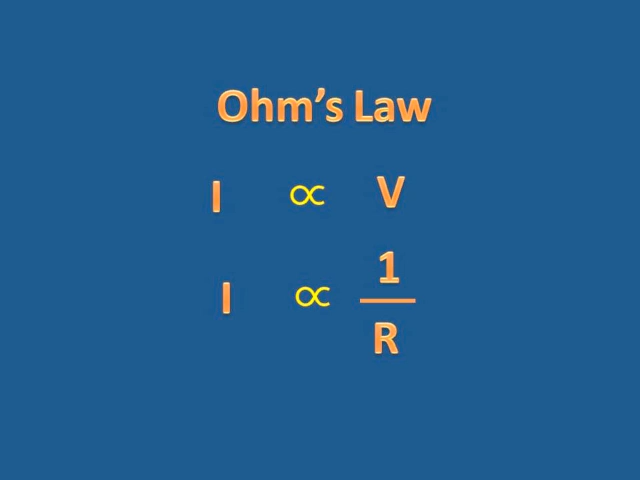 Ohm's Law
I ∝ V
I ∝ 1/R